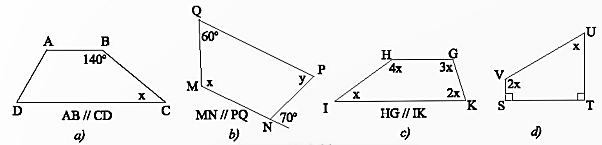 A B 140° x D C
AB // CD
a)
Q 60° M x y P N 70°
MN // PQ
b)
H G 4x 3x I x 2x K
HG // IK
c)
U x V 2x S T
d)